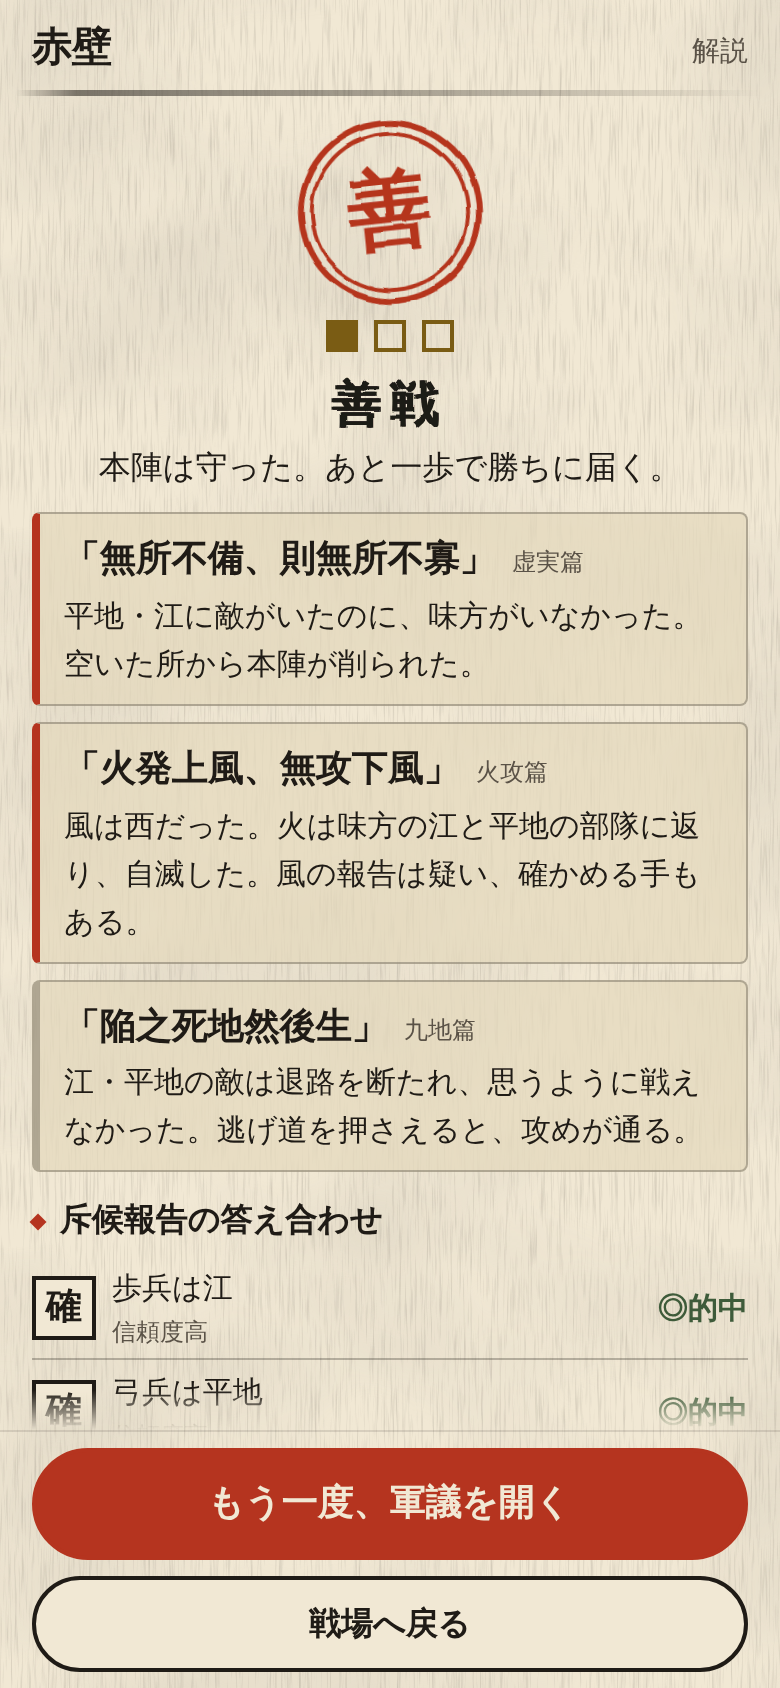 赤壁
解説
善
善戦
本陣は守った。あと一歩で勝ちに届く。
「無所不備、則無所不寡」 虚実篇
平地・江に敵がいたのに、味方がいなかった。
空いた所から本陣が削られた。
「火発上風、無攻下風」 火攻篇
風は西だった。火は味方の江と平地の部隊に返
り、自滅した。風の報告は疑い、確かめる手も
ある。
「陥之死地然後生」 九地篇
江・平地の敵は退路を断たれ、思うように戦え
なかった。逃げ道を押さえると、攻めが通る。
斥候報告の答え合わせ
確
歩兵は江
信頼度高
◎的中
確
弓兵は平地
◎的中
もう一度、軍議を開く
戦場へ戻る